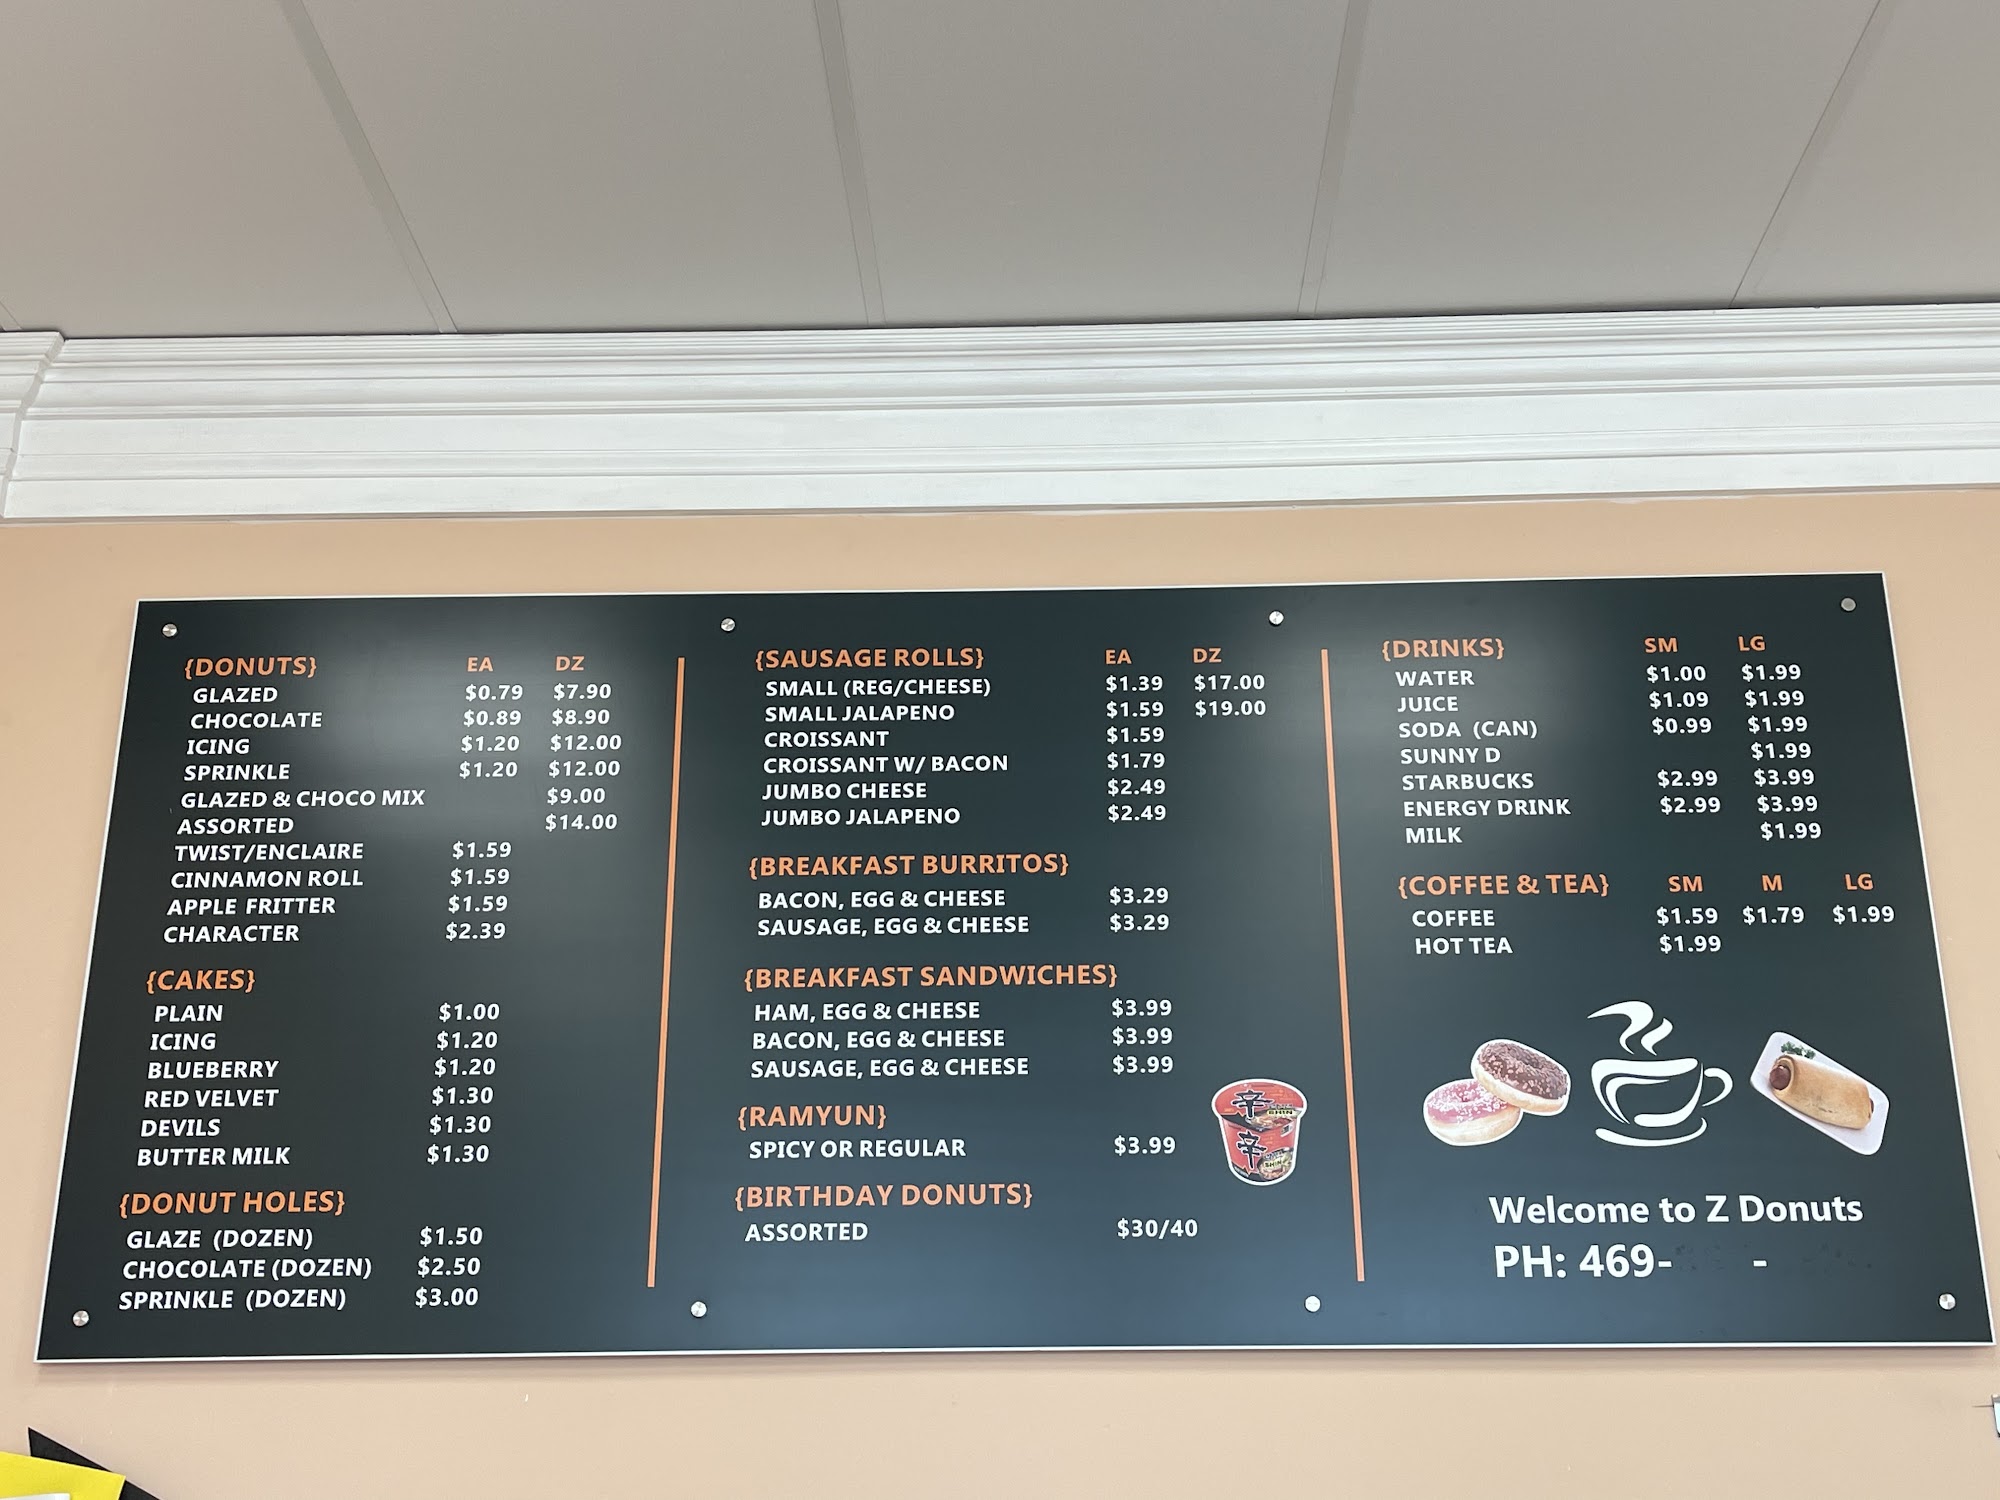 {DONUTS} EA DZ
GLAZED $0.79 $7.90
CHOCOLATE $0.89 $8.90
ICING $1.20 $12.00
SPRINKLE $1.20 $12.00
GLAZED & CHOCO MIX $9.00
ASSORTED $14.00
TWIST/ENCLAIRE $1.59
CINNAMON ROLL $1.59
APPLE FRITTER $1.59
CHARACTER $2.39
{CAKES}
PLAIN $1.00
ICING $1.20
BLUEBERRY $1.20
RED VELVET $1.30
DEVILS $1.30
BUTTER MILK $1.30
{DONUT HOLES}
GLAZE (DOZEN) $1.50
CHOCOLATE (DOZEN) $2.50
SPRINKLE (DOZEN) $3.00
{SAUSAGE ROLLS} EA DZ
SMALL (REG/CHEESE) $1.39 $17.00
SMALL JALAPENO $1.59 $19.00
CROISSANT $1.59
CROISSANT W/ BACON $1.79
JUMBO CHEESE $2.49
JUMBO JALAPENO $2.49
{BREAKFAST BURRITOS}
BACON, EGG & CHEESE $3.29
SAUSAGE, EGG & CHEESE $3.29
{BREAKFAST SANDWICHES}
HAM, EGG & CHEESE $3.99
BACON, EGG & CHEESE $3.99
SAUSAGE, EGG & CHEESE $3.99
{RAMYUN}
SPICY OR REGULAR $3.99
辛
SHIN
辛
SHIN
{BIRTHDAY DONUTS}
ASSORTED $30/40
{DRINKS} SM LG
WATER $1.00 $1.99
JUICE $1.09 $1.99
SODA (CAN) $0.99 $1.99
SUNNY D $1.99
STARBUCKS $2.99 $3.99
ENERGY DRINK $2.99 $3.99
MILK $1.99
{COFFEE & TEA} SM M LG
COFFEE $1.59 $1.79 $1.99
HOT TEA $1.99
Welcome to Z Donuts
PH: 469- -